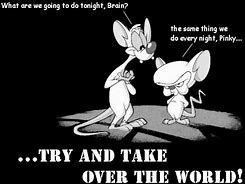 What are we going to do tonight, Brain?
the same thing we
do every night, Pinky....
...TRY AND TAKE
OVER THE WORLD!